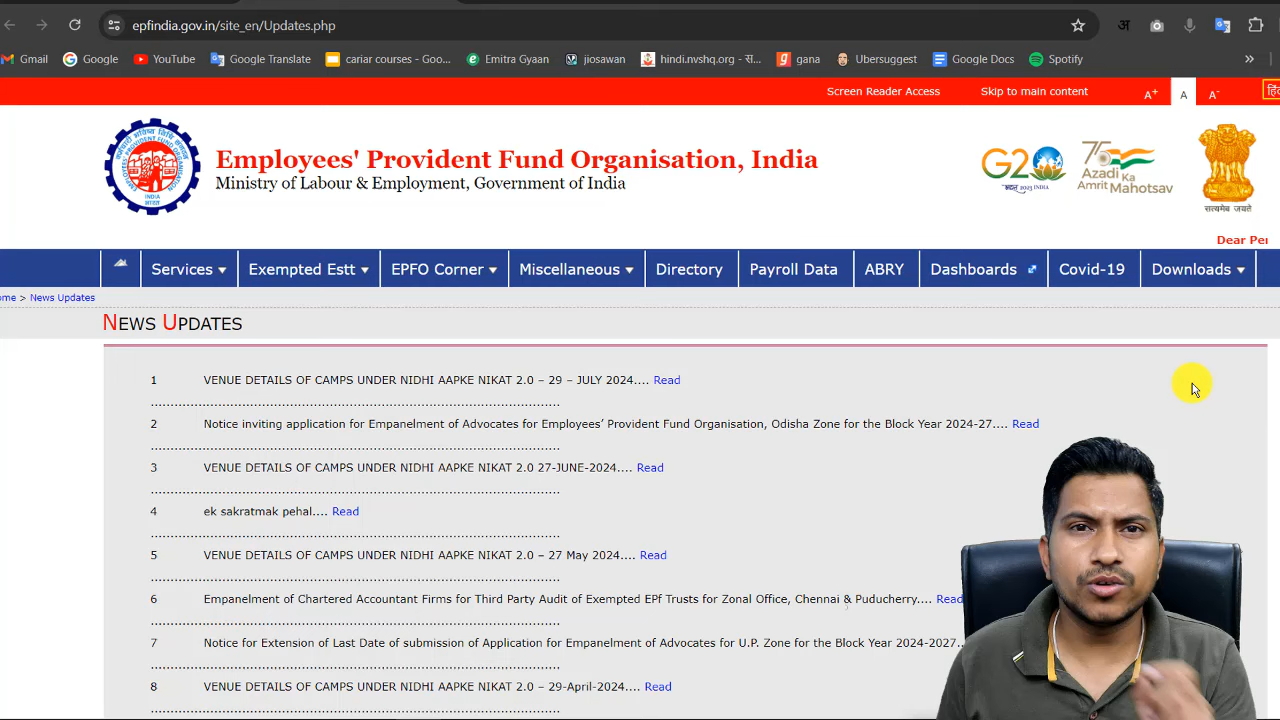 epfindia.gov.in/site_en/Updates.php
अ
Gmail
Google
YouTube
Google Translate
cariar courses - Goo...
Emitra Gyaan
jiosawan
hindi.nvshq.org - स...
gana
Ubersuggest
Google Docs
Spotify
»
Screen Reader Access
Skip to main content
A+
A
A-
Employees' Provident Fund Organisation, India
Ministry of Labour & Employment, Government of India
G20
75
Azadi Ka
Amrit Mahotsav
सत्यमेव जयते
Dear Per
Services
Exempted Estt
EPFO Corner
Miscellaneous
Directory
Payroll Data
ABRY
Dashboards
Covid-19
Downloads
ome > News Updates
NEWS UPDATES
1 VENUE DETAILS OF CAMPS UNDER NIDHI AAPKE NIKAT 2.0 – 29 – JULY 2024.... Read
2 Notice inviting application for Empanelment of Advocates for Employees’ Provident Fund Organisation, Odisha Zone for the Block Year 2024-27.... Read
3 VENUE DETAILS OF CAMPS UNDER NIDHI AAPKE NIKAT 2.0 27-JUNE-2024.... Read
4 ek sakratmak pehal.... Read
5 VENUE DETAILS OF CAMPS UNDER NIDHI AAPKE NIKAT 2.0 – 27 May 2024.... Read
6 Empanelment of Chartered Accountant Firms for Third Party Audit of Exempted EPf Trusts for Zonal Office, Chennai & Puducherry.... Read
7 Notice for Extension of Last Date of submission of Application for Empanelment of Advocates for U.P. Zone for the Block Year 2024-2027..
8 VENUE DETAILS OF CAMPS UNDER NIDHI AAPKE NIKAT 2.0 – 29-April-2024.... Read